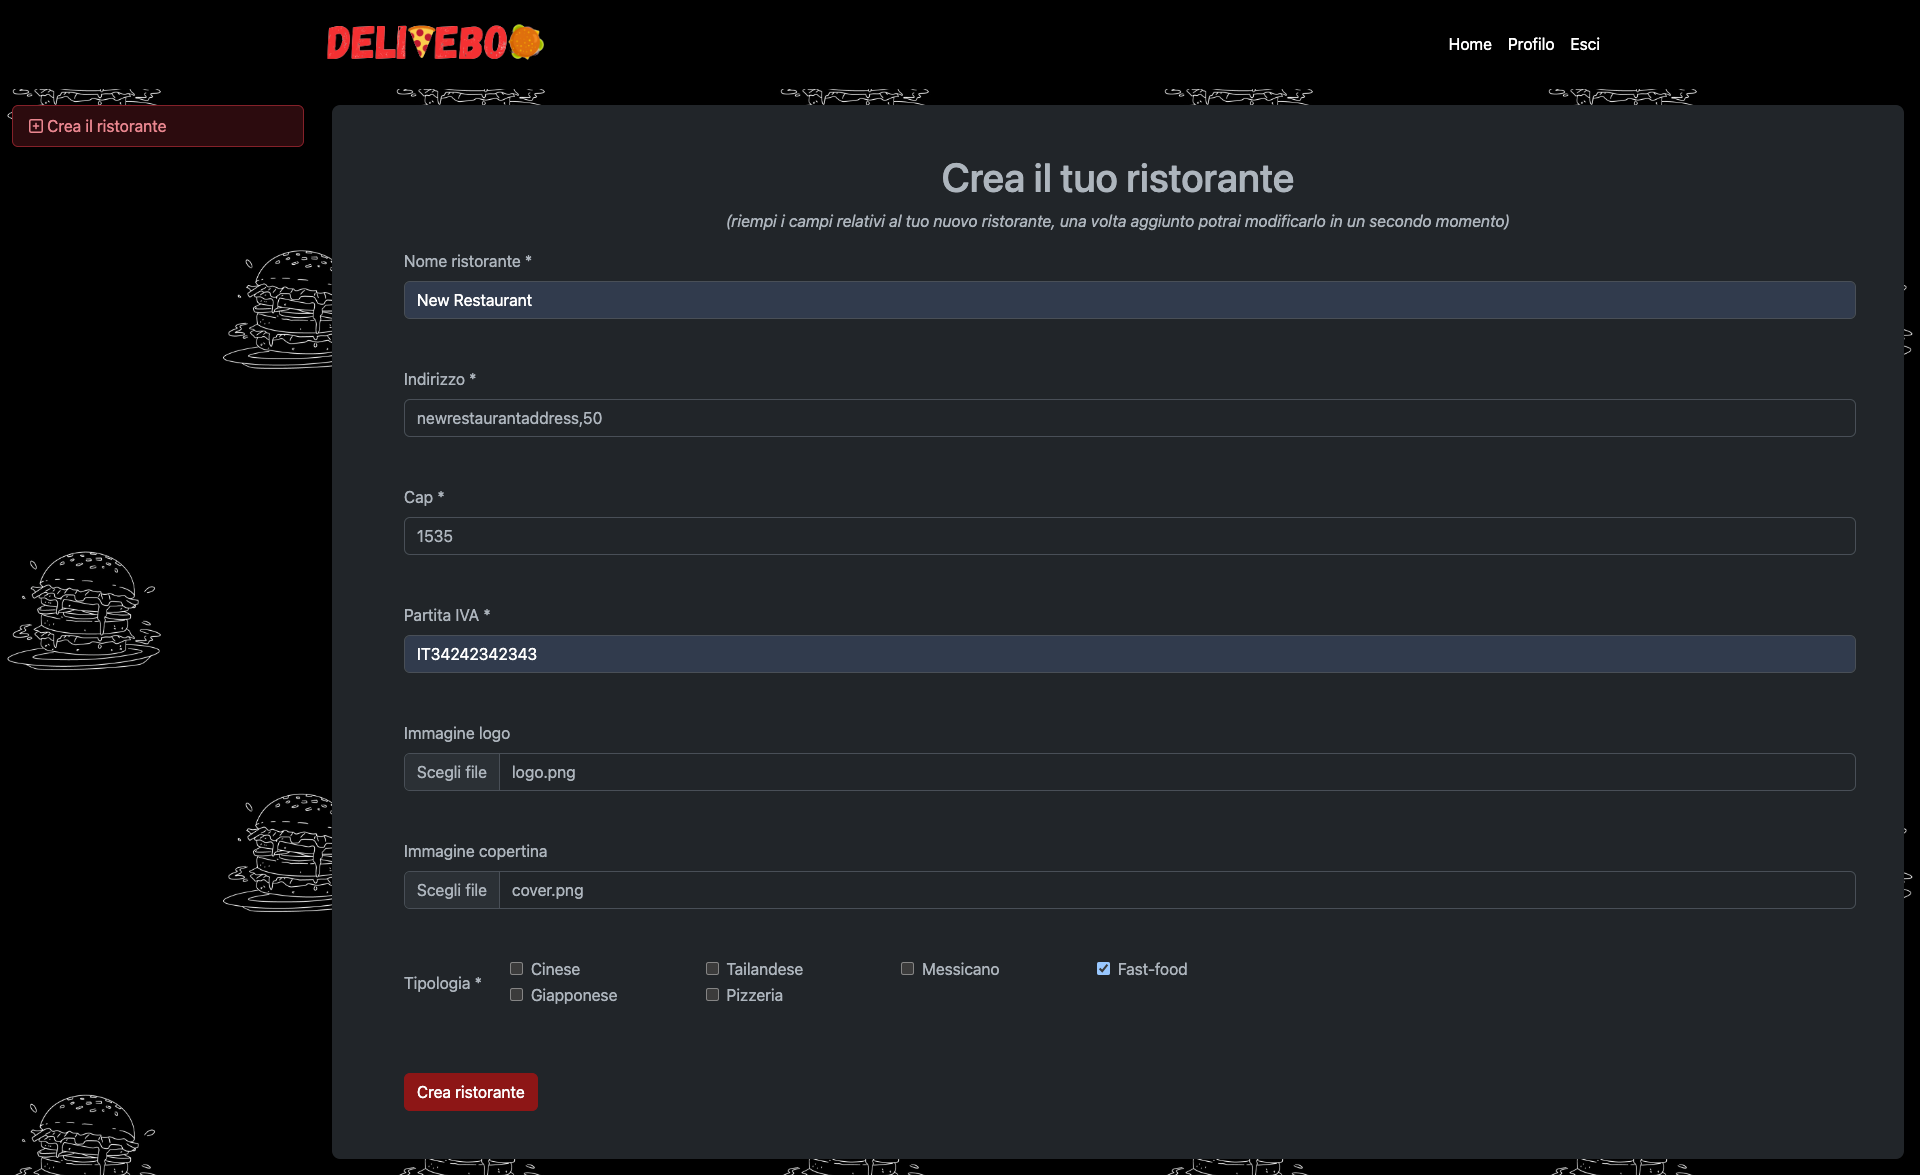 DELIVEBOO
Home Profilo Esci
Crea il ristorante
Crea il tuo ristorante
(riempi i campi relativi al tuo nuovo ristorante, una volta aggiunto potrai modificarlo in un secondo momento)
Nome ristorante *
New Restaurant
Indirizzo *
newrestaurantaddress,50
Cap *
1535
Partita IVA *
IT34242342343
Immagine logo
Scegli file logo.png
Immagine copertina
Scegli file cover.png
Tipologia *
Cinese Tailandese Messicano Fast-food
Giapponese Pizzeria
Crea ristorante